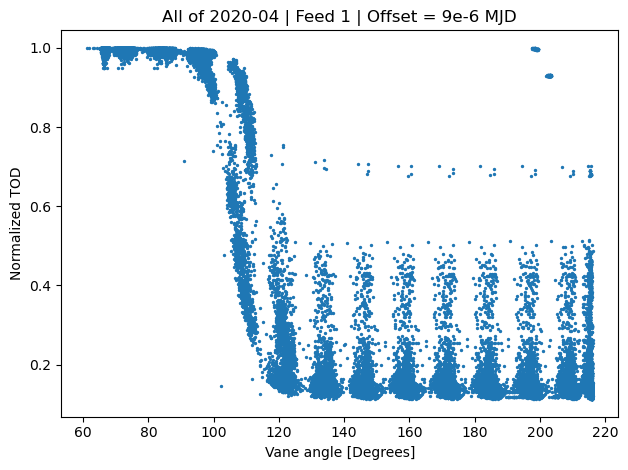 All of 2020-04 | Feed 1 | Offset = 9e-6 MJD
Normalized TOD
1.0
0.8
0.6
0.4
0.2
60 80 100 120 140 160 180 200 220
Vane angle [Degrees]